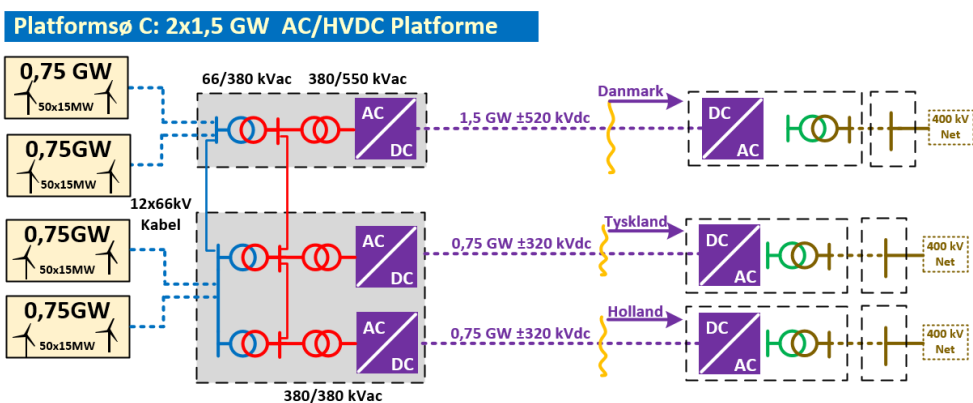 Platformsø C: 2x1,5 GW  AC/HVDC Platforme
0,75 GW
50x15MW
66/380 kVac
380/550 kVac
AC
DC
1,5 GW ±520 kVdc
Danmark
DC
AC
400 kV
Net
0,75GW
50x15MW
12x66kV
Kabel
0,75GW
50x15MW
AC
DC
0,75 GW ±320 kVdc
Tyskland
DC
AC
400 kV
Net
0,75GW
50x15MW
AC
DC
0,75 GW ±320 kVdc
Holland
DC
AC
400 kV
Net
380/380 kVac